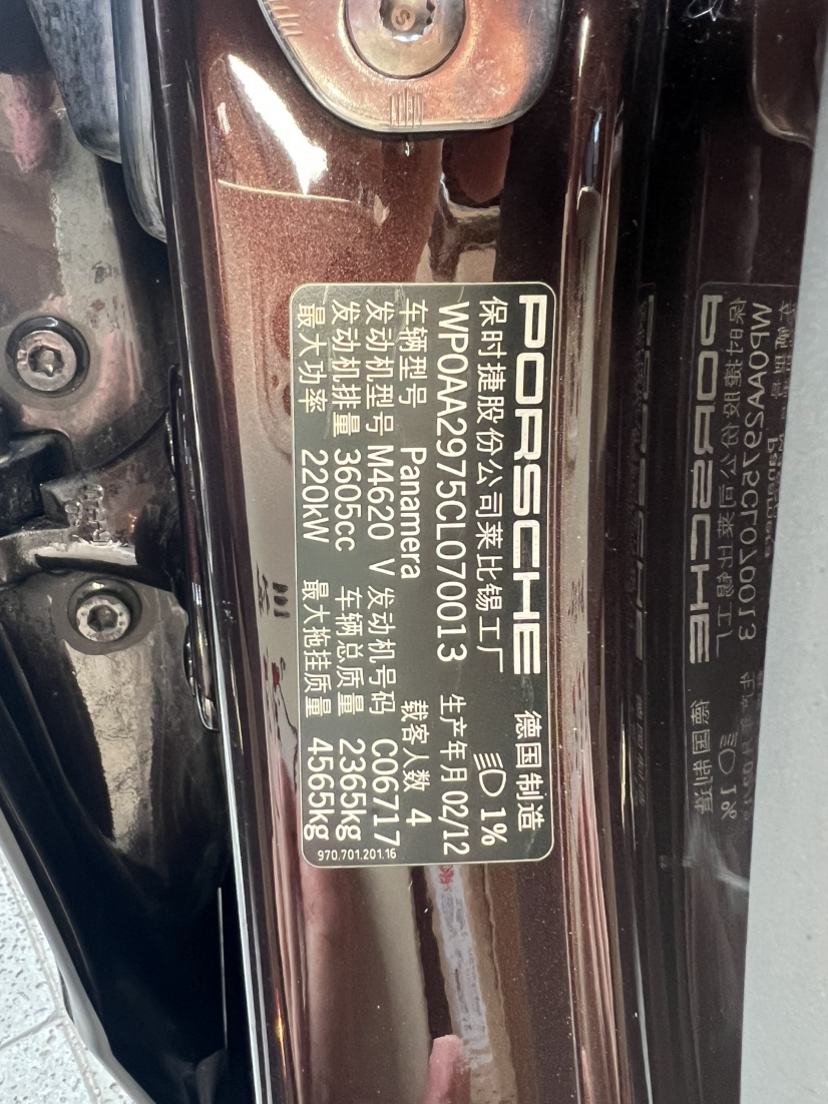 PORSCHE 德国制造
保时捷股份公司莱比锡工厂 1%
WP0AA2975CL070013 生产年月 02/12
车辆型号 Panamera 载客人数 4
发动机型号 M4620 V 发动机号码 C06717
发动机排量 3605cc 车辆总质量 2365kg
最大功率 220kW 最大拖挂质量 4565kg
970.701.201.16